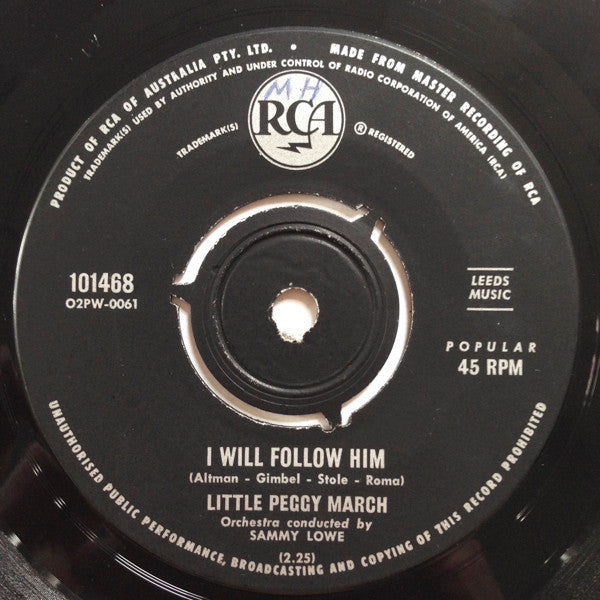 PRODUCT OF RCA OF AUSTRALIA PTY. LTD. • MADE FROM MASTER RECORDING OF RCA
TRADEMARK(S) USED BY AUTHORITY AND UNDER CONTROL OF RADIO CORPORATION OF AMERICA (RCA)
MH
TRADEMARK(S) RCA ® REGISTERED
101468
O2PW-0061
LEEDS
MUSIC
POPULAR
45 RPM
I WILL FOLLOW HIM
(Altman - Gimbel - Stole - Roma)
LITTLE PEGGY MARCH
Orchestra conducted by
SAMMY LOWE
(2.25)
UNAUTHORISED PUBLIC PERFORMANCE, BROADCASTING AND COPYING OF THIS RECORD PROHIBITED